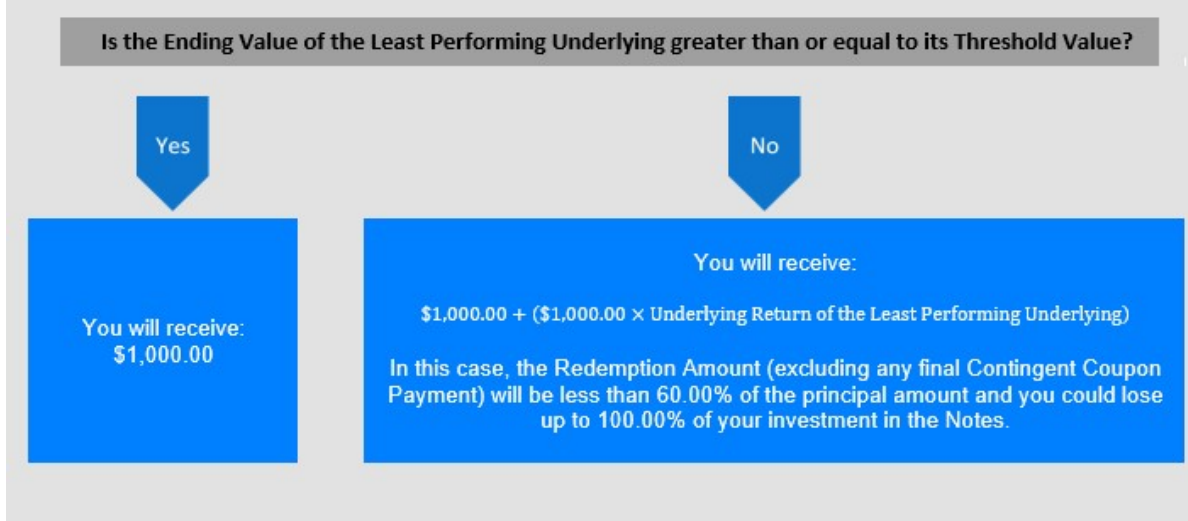 Is the Ending Value of the Least Performing Underlying greater than or equal to its Threshold Value?
Yes
No
You will receive:
$1,000.00
You will receive:
$1,000.00 + ($1,000.00 × Underlying Return of the Least Performing Underlying)
In this case, the Redemption Amount (excluding any final Contingent Coupon
Payment) will be less than 60.00% of the principal amount and you could lose
up to 100.00% of your investment in the Notes.